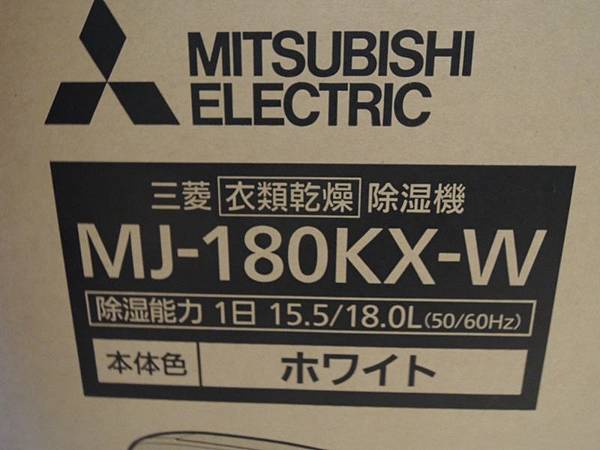 MITSUBISHI
ELECTRIC
三菱 衣類乾燥 除湿機
MJ-180KX-W
除湿能力 1日 15.5/18.0L(50/60Hz)
本体色 ホワイト